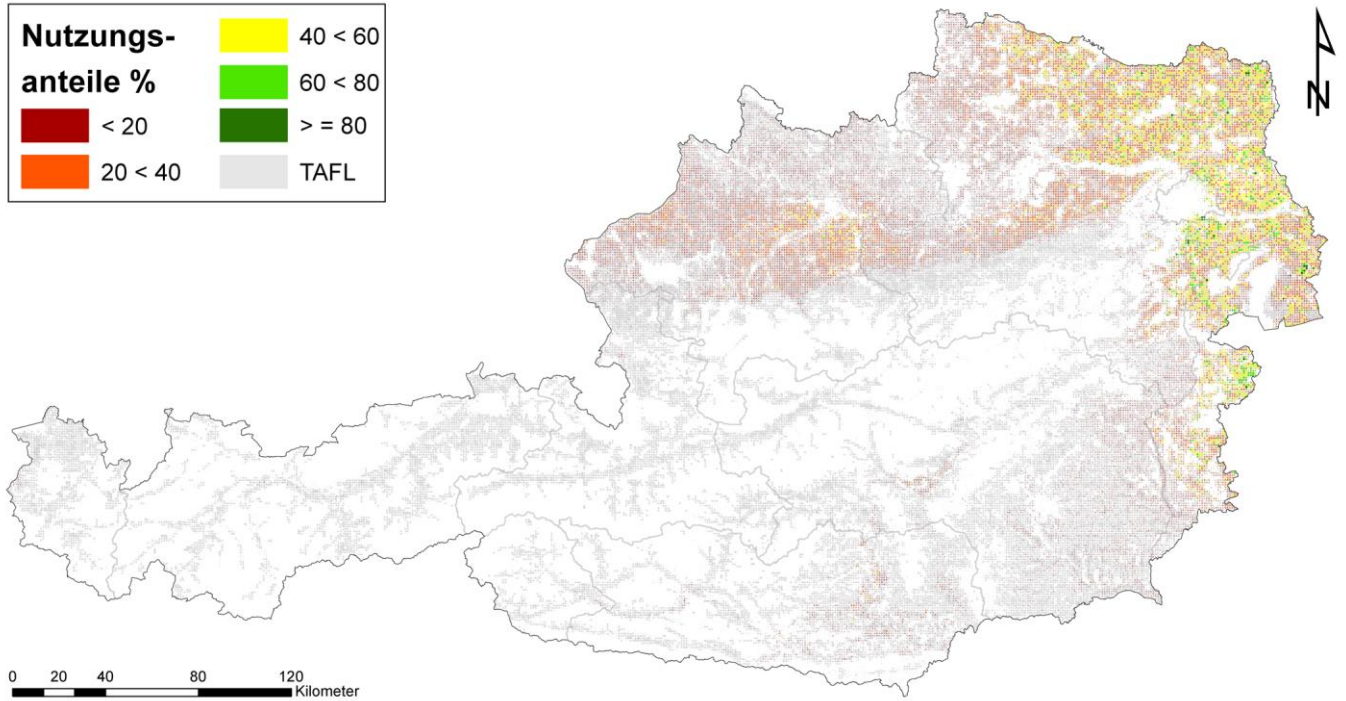 Nutzungs-
anteile %
< 20
20 < 40
40 < 60
60 < 80
> = 80
TAFL
N
0 20 40 80 120
Kilometer